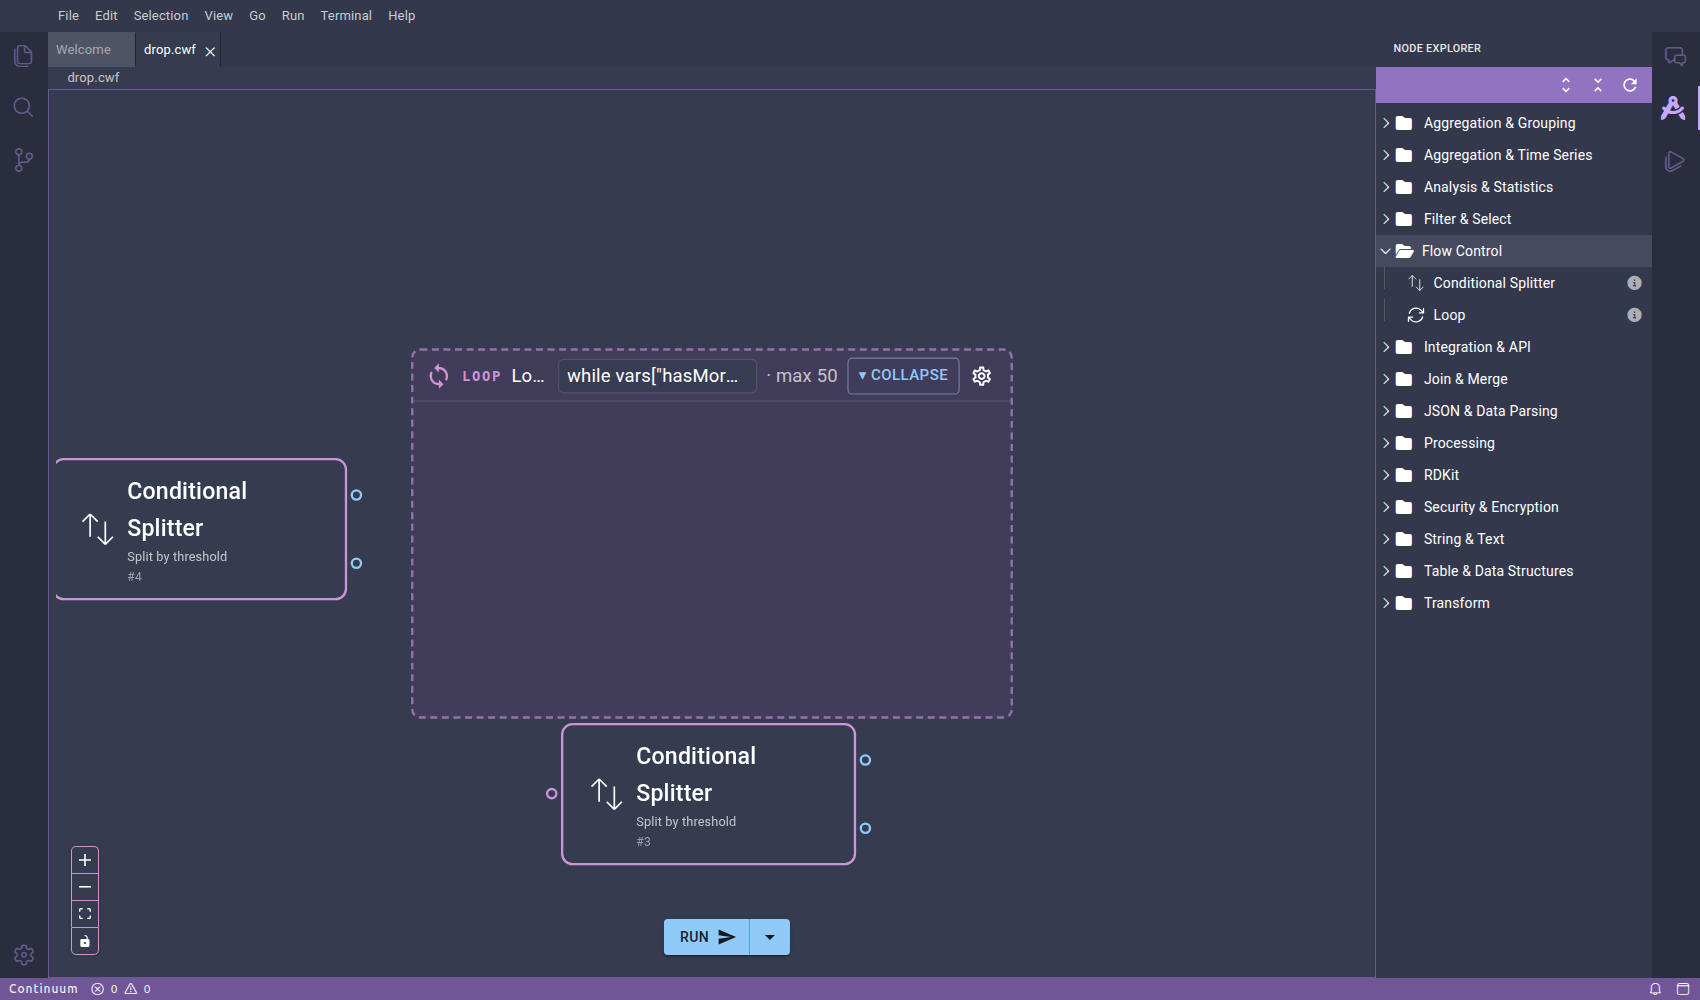 File Edit Selection View Go Run Terminal Help
Welcome drop.cwf
drop.cwf
NODE EXPLORER
Aggregation & Grouping
Aggregation & Time Series
Analysis & Statistics
Filter & Select
Flow Control
Conditional Splitter
Loop
Integration & API
Join & Merge
JSON & Data Parsing
Processing
RDKit
Security & Encryption
String & Text
Table & Data Structures
Transform
LOOP Lo... while vars["hasMor... · max 50 ▾ COLLAPSE
Conditional
Splitter
Split by threshold
#4
Conditional
Splitter
Split by threshold
#3
RUN
Continuum 0 0